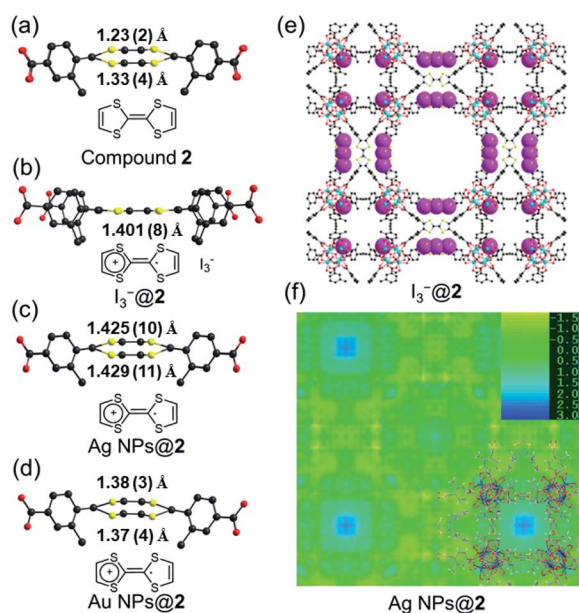 (a)
1.23 (2) Å
1.33 (4) Å
S S
S S
Compound 2
(b)
1.401 (8) Å
S S
+
S S
I₃⁻
I₃⁻@2
(c)
1.425 (10) Å
1.429 (11) Å
S S
+ ·
S S
Ag NPs@2
(d)
1.38 (3) Å
1.37 (4) Å
S S
+ ·
S S
Au NPs@2
(e)
I₃⁻@2
(f)
-1.5
-1.0
-0.5
0.0
0.5
1.0
1.5
2.0
2.5
3.0
Ag NPs@2